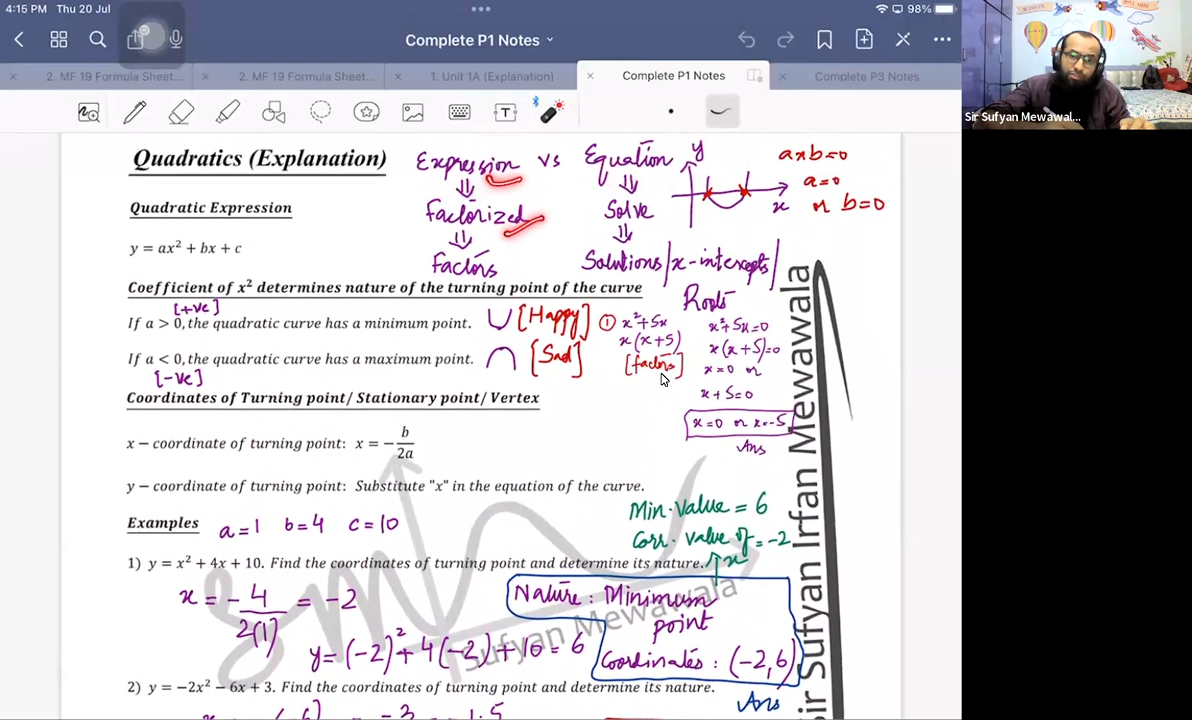 4:15 PM Thu 20 Jul
98%
Complete P1 Notes
2. MF 19 Formula Sheet...
2. MF 19 Formula Sheet...
1. Unit 1A (Explanation)
Complete P1 Notes
Complete P3 Notes
Sir Sufyan Mewawal...
Quadratics (Explanation)
Expression vs Equation
⇓ ⇓
Factorized Solve
⇓ ⇓
Factors Solutions/x-intercepts/
Roots
y
x
a×b=0
a=0
or b=0
Quadratic Expression
y = ax² + bx + c
Coefficient of x² determines nature of the turning point of the curve
[+ve]
If a > 0, the quadratic curve has a minimum point. [Happy]
If a < 0, the quadratic curve has a maximum point. [Sad]
[-ve]
① x²+5x
x(x+5)
[factors]
x²+5x=0
x(x+5)=0
x=0 or
x+5=0
x=0 or x=-5
Ans
Coordinates of Turning point/ Stationary point/ Vertex
x − coordinate of turning point: x = − b/2a
y − coordinate of turning point: Substitute "x" in the equation of the curve.
Examples a=1 b=4 c=10
Min. Value = 6
Corr. value of = -2
x
1) y = x² + 4x + 10. Find the coordinates of turning point and determine its nature.
x = - 4/2(1) = -2
y= (-2)² + 4(-2) + 10 = 6
Nature: Minimum
point
Coordinates: (-2,6)
Ans
2) y = −2x² − 6x + 3. Find the coordinates of turning point and determine its nature.
Sufyan Mewawala
Sir Sufyan Irfan Mewawala